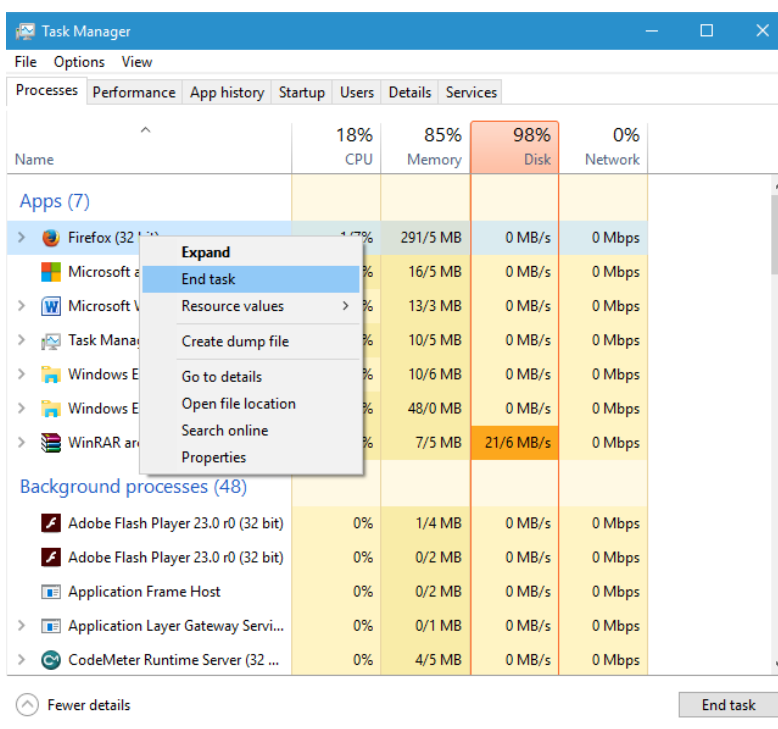 Task Manager
File Options View
Processes Performance App history Startup Users Details Services
18% 85% 98% 0%
Name CPU Memory Disk Network
Apps (7)
Firefox (32 bit) 1/7% 291/5 MB 0 MB/s 0 Mbps
Expand
Microsoft % 16/5 MB 0 MB/s 0 Mbps
End task
Microsoft % 13/3 MB 0 MB/s 0 Mbps
Resource values
Task % 10/5 MB 0 MB/s 0 Mbps
Create dump file
Windows % 10/6 MB 0 MB/s 0 Mbps
Go to details
Windows % 48/0 MB 0 MB/s 0 Mbps
Open file location
Search online
WinRAR % 7/5 MB 21/6 MB/s 0 Mbps
Properties
Background processes (48)
Adobe Flash Player 23.0 r0 (32 bit) 0% 1/4 MB 0 MB/s 0 Mbps
Adobe Flash Player 23.0 r0 (32 bit) 0% 0/2 MB 0 MB/s 0 Mbps
Application Frame Host 0% 0/2 MB 0 MB/s 0 Mbps
Application Layer Gateway Servi... 0% 0/1 MB 0 MB/s 0 Mbps
CodeMeter Runtime Server (32 ... 0% 4/5 MB 0 MB/s 0 Mbps
Fewer details
End task